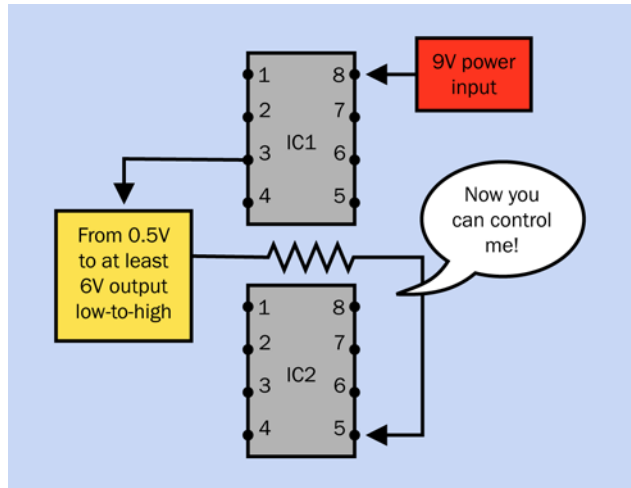 9V power
input
1
8
2
7
IC1
3
6
4
5
Now you
can control
me!
From 0.5V
to at least
6V output
low-to-high
1
8
2
7
IC2
3
6
4
5